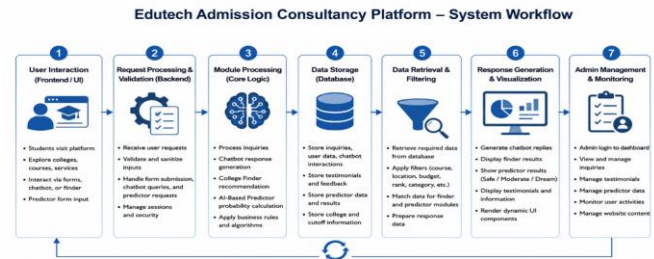 Edutech Admission Consultancy Platform – System Workflow
1
User Interaction
(Frontend / UI)
• Students visit platform
• Explore colleges,
courses, services
• Interact via forms,
chatbot, or finder
• Predictor form input
2
Request Processing &
Validation (Backend)
• Receive user requests
• Validate and sanitize
inputs
• Handle form submission,
chatbot queries, and
predictor requests
• Manage sessions
and security
3
Module Processing
(Core Logic)
• Process inquiries
• Chatbot response
generation
• College Finder
recommendation
• AI-Based Predictor
probability calculation
• Apply business rules
and algorithms
4
Data Storage
(Database)
• Store inquiries,
user data, chatbot
interactions
• Store testimonials
and feedback
• Store predictor data
and results
• Store college and
cutoff information
5
Data Retrieval &
Filtering
• Retrieve required data
from database
• Apply filters (course,
location, budget,
rank, category, etc.)
• Match data for finder
and predictor modules
• Prepare response
data
6
Response Generation
& Visualization
• Generate chatbot replies
• Display finder results
• Show predictor results
(Safe / Moderate / Dream)
• Display testimonials and
information
• Render dynamic UI
components
7
Admin Management
& Monitoring
• Admin login to dashboard
• View and manage
inquiries
• Manage testimonials
• Manage predictor data
• Monitor user activities
• Manage website content